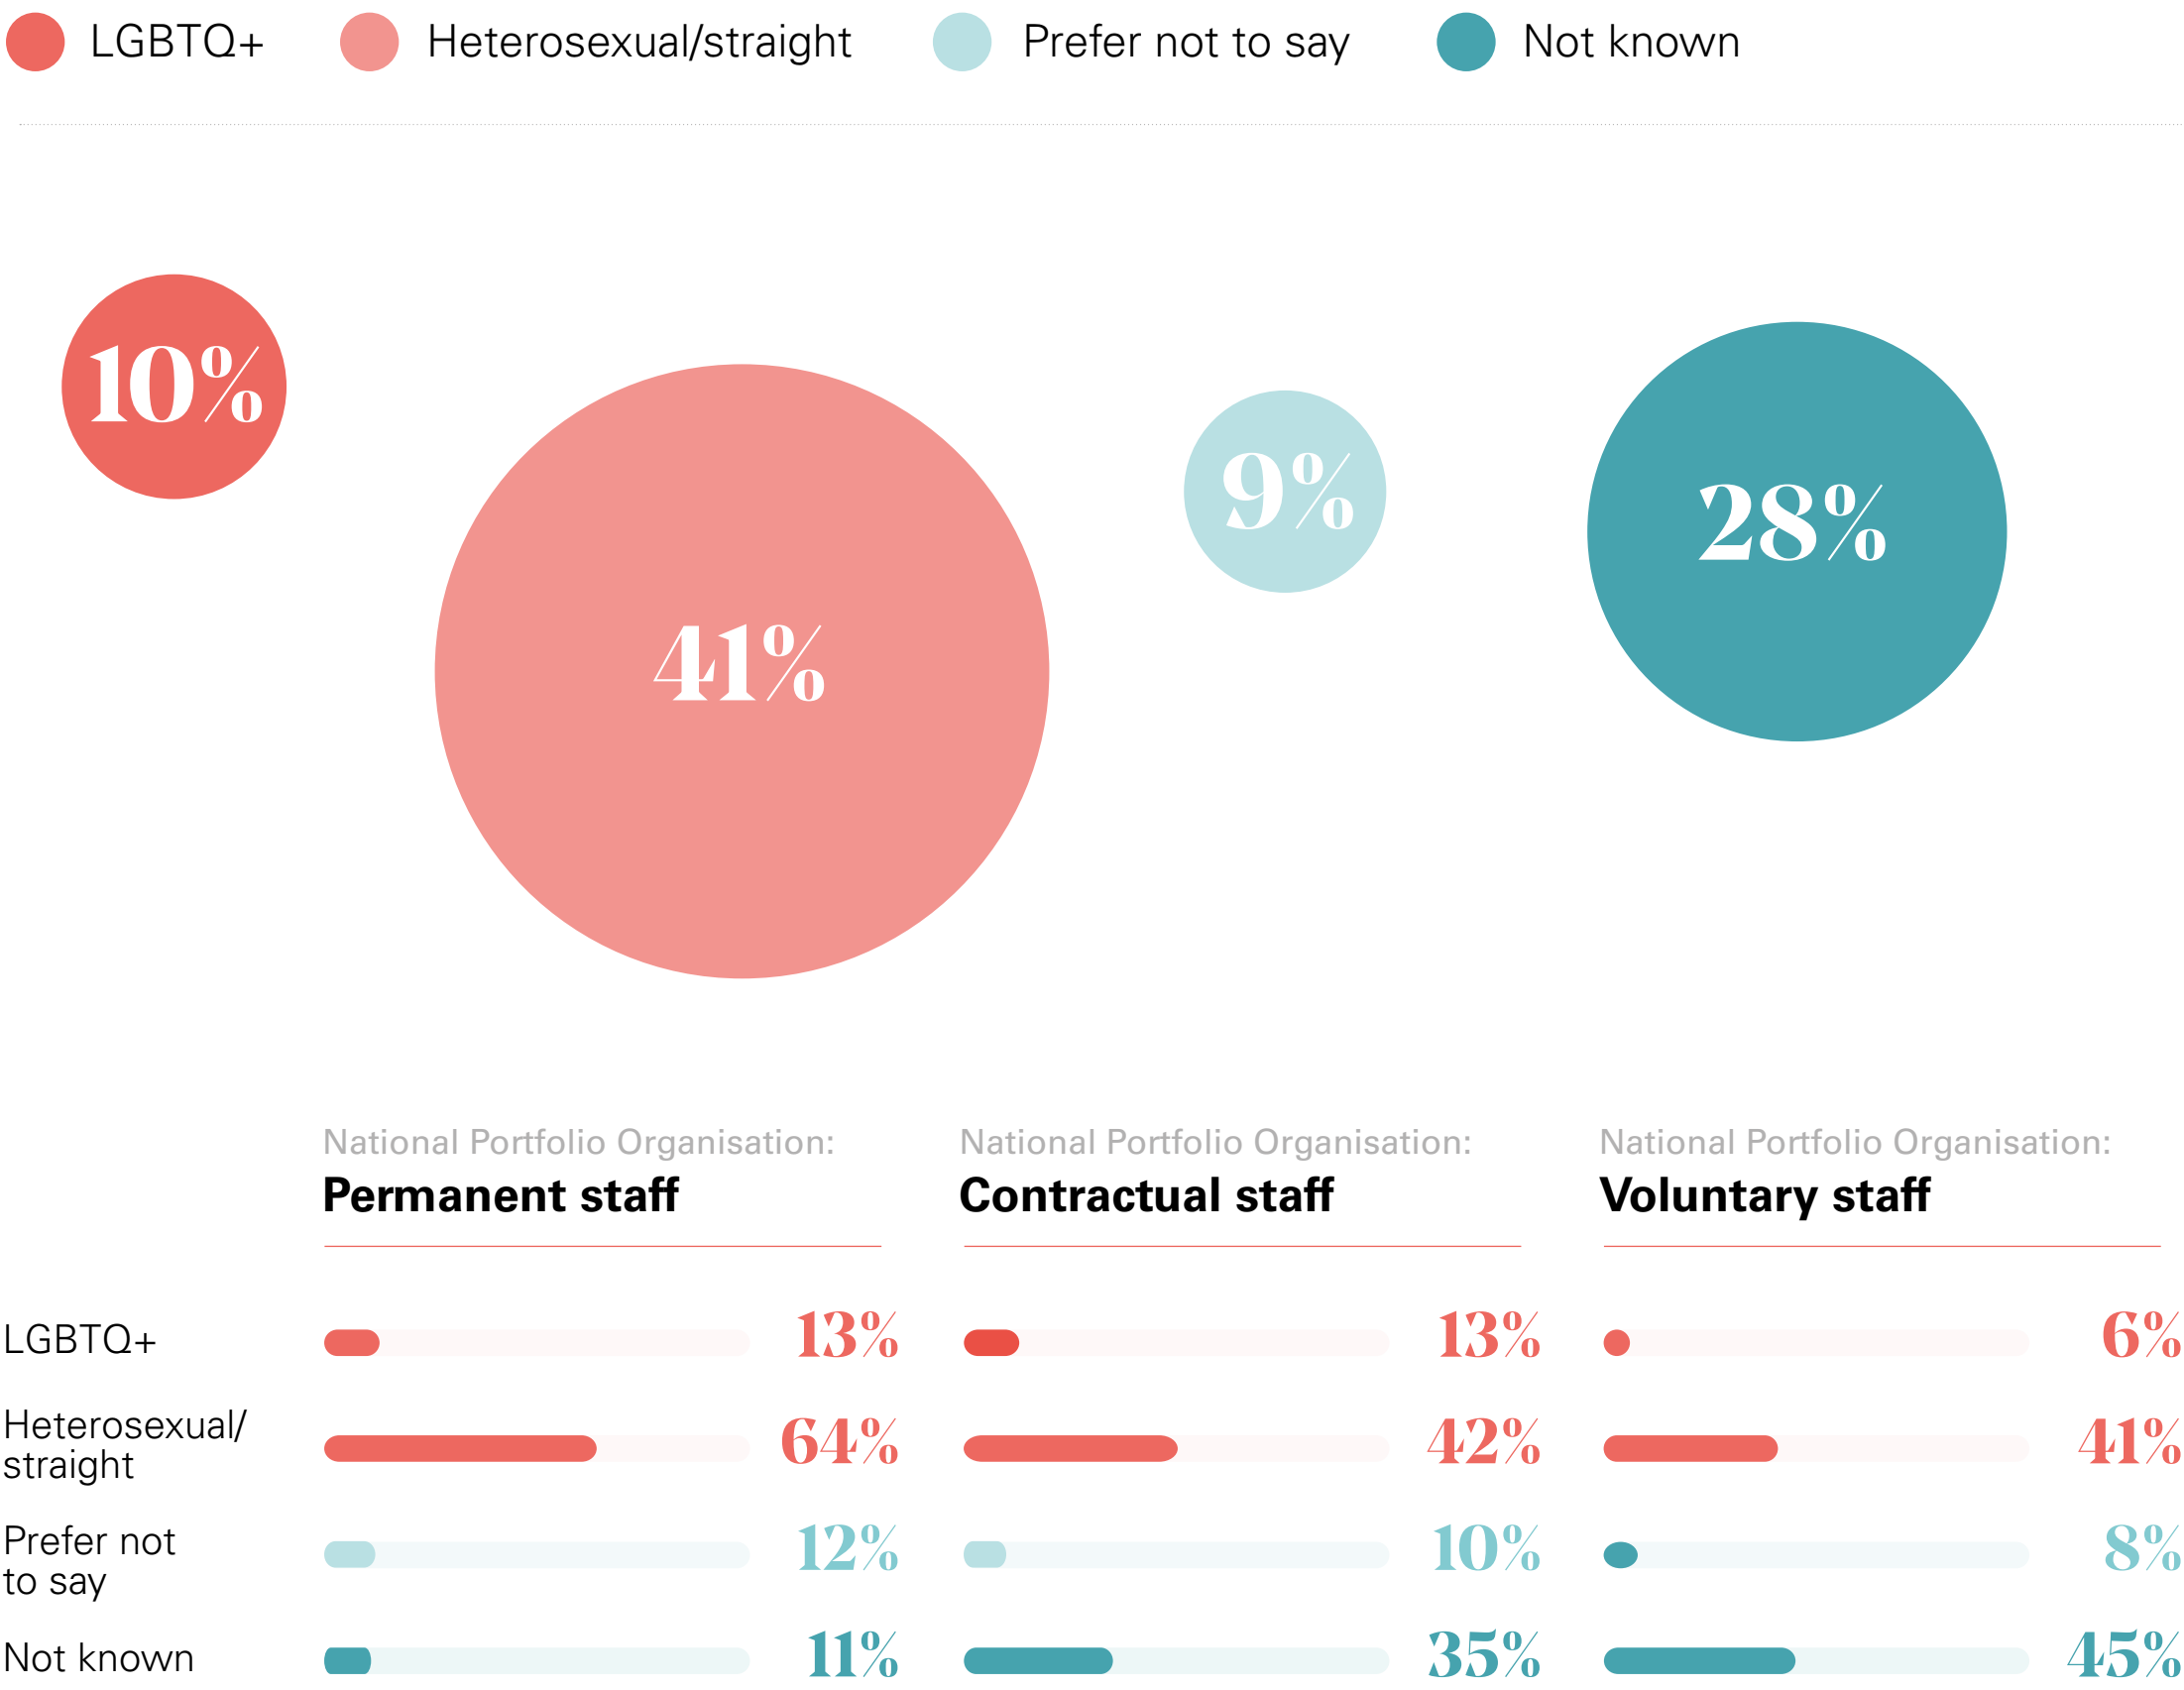 LGBTQ+ Heterosexual/straight Prefer not to say Not known
10%
41%
9%
28%
National Portfolio Organisation: National Portfolio Organisation: National Portfolio Organisation:
Permanent staff Contractual staff Voluntary staff
LGBTQ+ 13% 13% 6%
Heterosexual/
straight 64% 42% 41%
Prefer not
to say 12% 10% 8%
Not known 11% 35% 45%